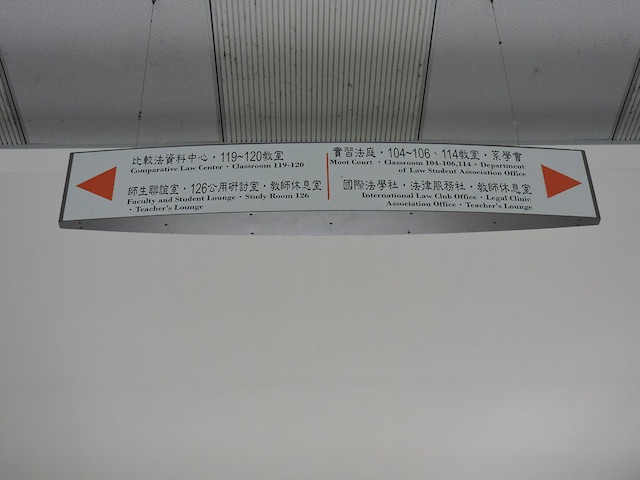 比較法資料中心・119~120教室
Comparative Law Center・Classroom 119-120
師生聯誼室・126公用研討室・教師休息室
Faculty and Student Lounge・Study Room 126
・Teacher's Lounge
實習法庭・104~106、114教室・系學會
Moot Court・Classroom 104-106,114・Department
of Law Student Association Office
國際法學社・法律服務社・教師休息室
International Law Club Office・Legal Clinic
Association Office・Teacher's Lounge